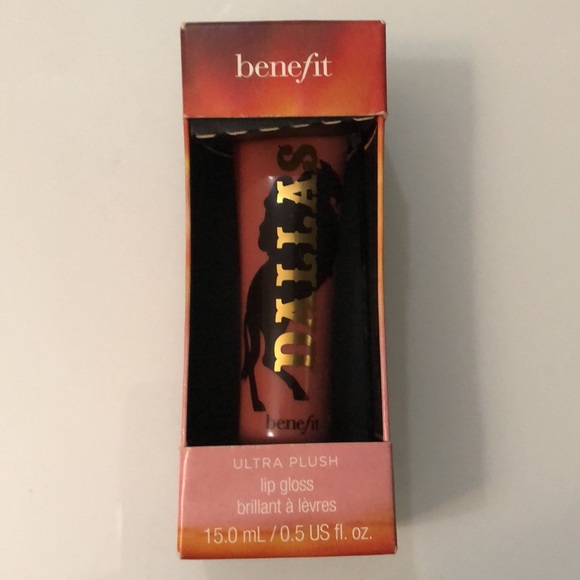 benefit
DALLAS
benefit
ULTRA PLUSH
lip gloss
brillant à lèvres
15.0 mL / 0.5 US fl. oz.